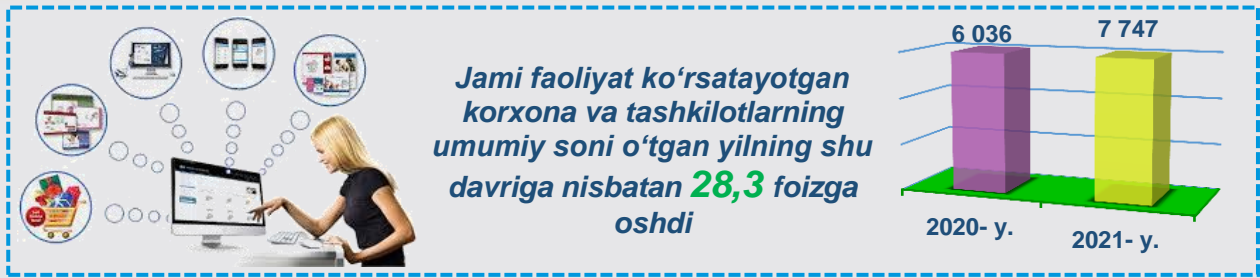 Jami faoliyat ko‘rsatayotgan
korxona va tashkilotlarning
umumiy soni o‘tgan yilning shu
davriga nisbatan 28,3 foizga
oshdi
6 036
7 747
2020- y.
2021- y.